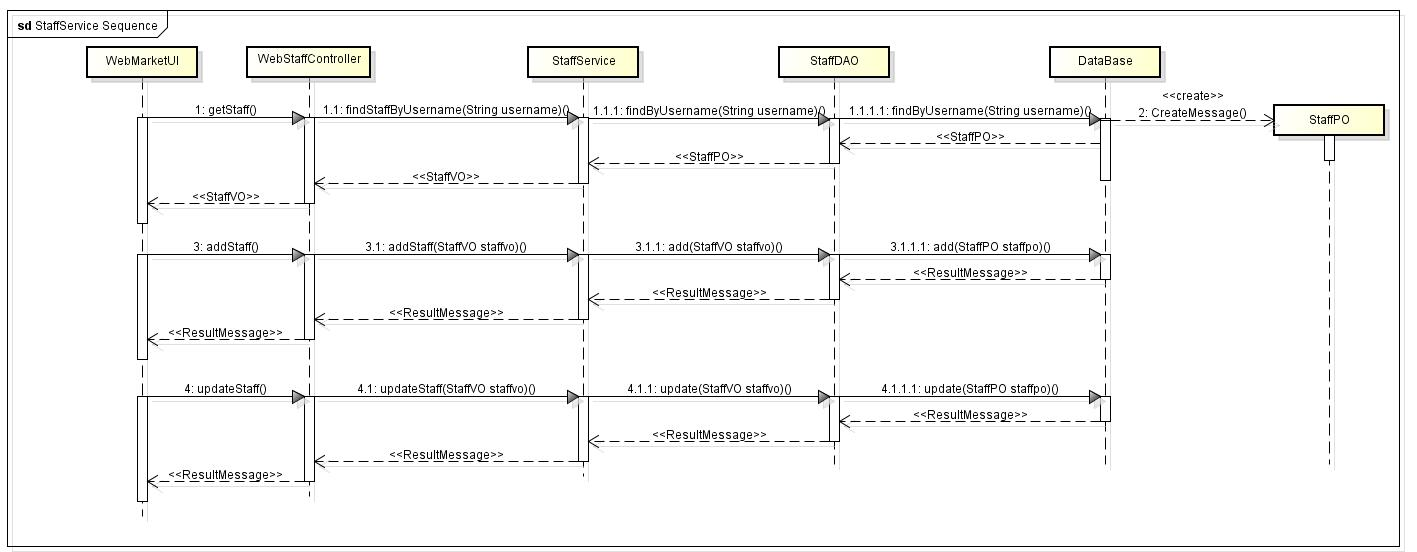 sd StaffService Sequence
WebMarketUI
WebStaffController
StaffService
StaffDAO
DataBase
<<create>>
StaffPO
1: getStaff()
1.1: findStaffByUsername(String username)()
1.1.1: findByUsername(String username)()
1.1.1.1: findByUsername(String username)()
2: CreateMessage()
<<StaffPO>>
<<StaffPO>>
<<StaffVO>>
<<StaffVO>>
3: addStaff()
3.1: addStaff(StaffVO staffvo)()
3.1.1: add(StaffVO staffvo)()
3.1.1.1: add(StaffPO staffpo)()
<<ResultMessage>>
<<ResultMessage>>
<<ResultMessage>>
<<ResultMessage>>
4: updateStaff()
4.1: updateStaff(StaffVO staffvo)()
4.1.1: update(StaffVO staffvo)()
4.1.1.1: update(StaffPO staffpo)()
<<ResultMessage>>
<<ResultMessage>>
<<ResultMessage>>
<<ResultMessage>>